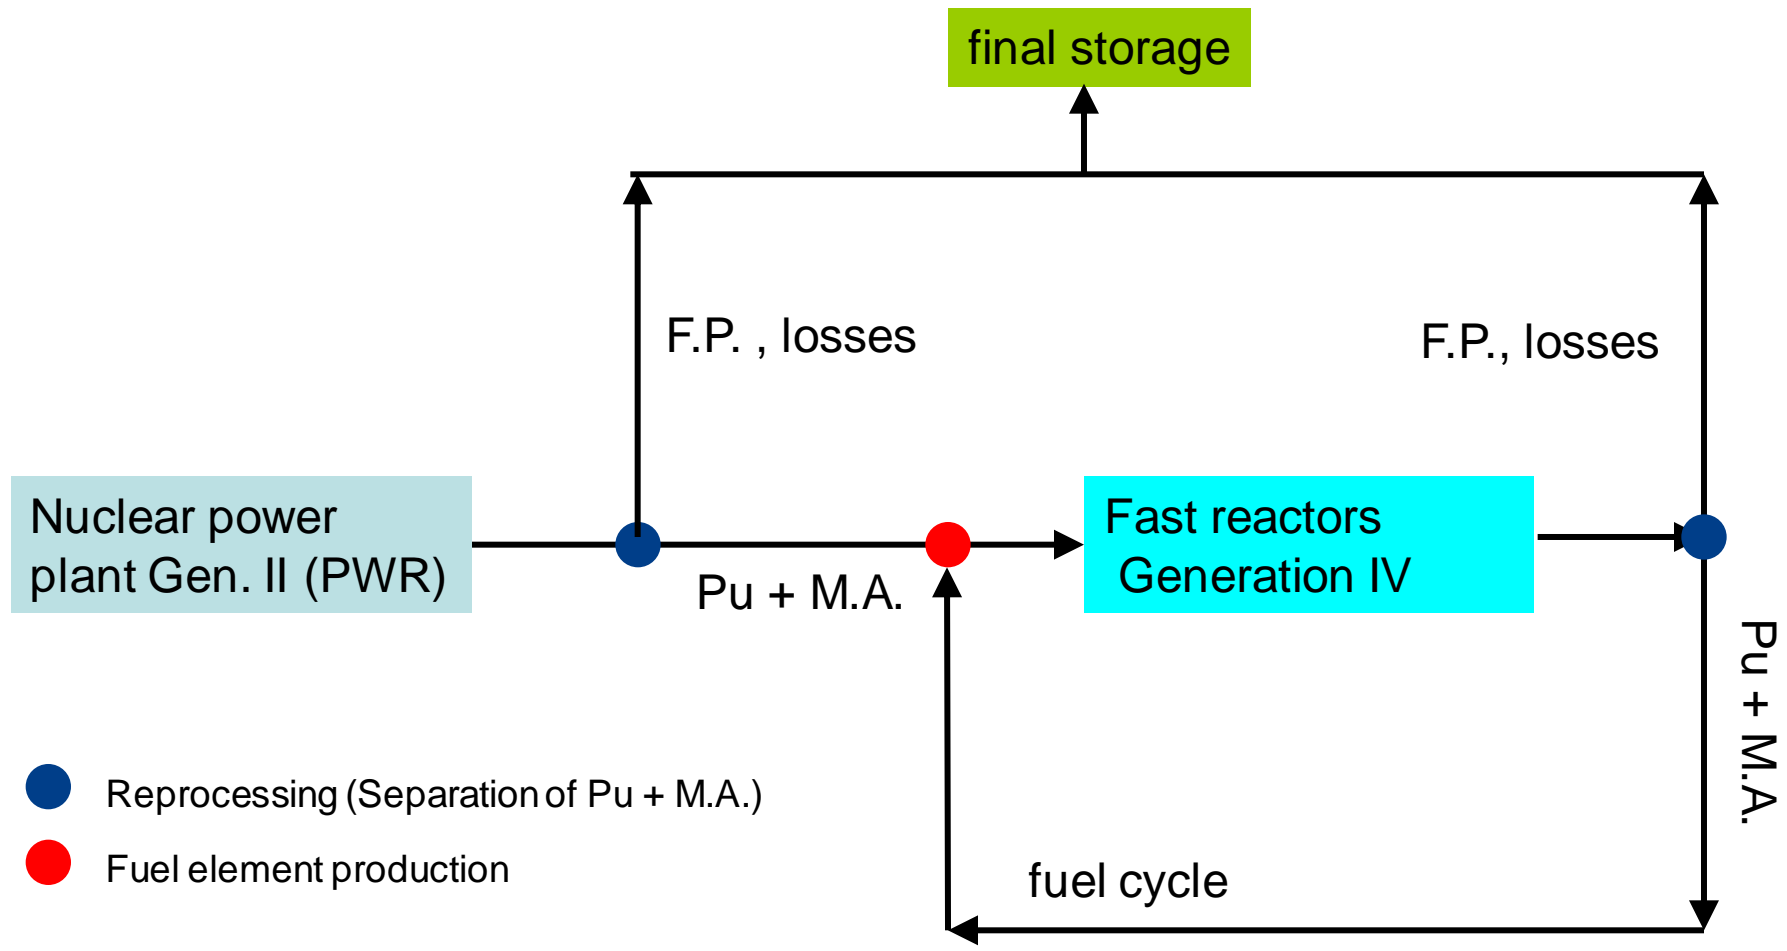 final storage
F.P. , losses
F.P., losses
Nuclear power
plant Gen. II (PWR)
Fast reactors
Generation IV
Pu + M.A.
Pu + M.A.
Reprocessing (Separation of Pu + M.A.)
Fuel element production
fuel cycle